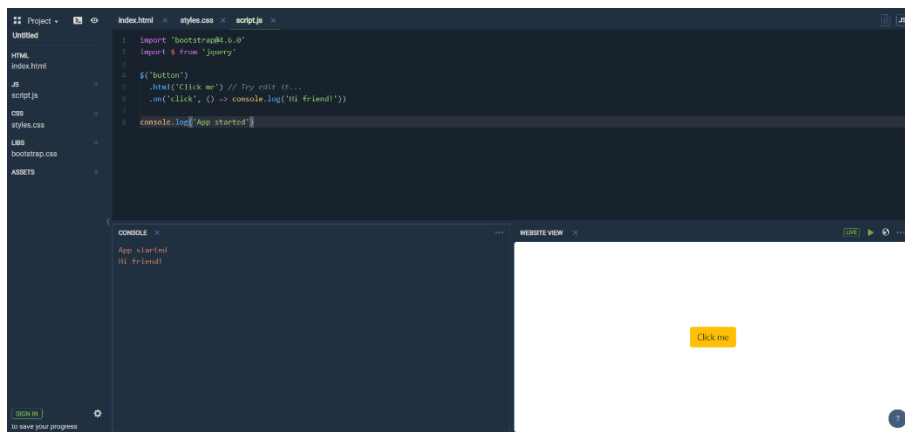 Project
index.html × styles.css × script.js ×
JS
Untitled
HTML
index.html
JS +
script.js
CSS +
styles.css
LIBS +
bootstrap.css
ASSETS +
1 import 'bootstrap@4.6.0'
2 import $ from 'jquery'
3
4 $('button')
5 .html('Click me') // Try edit it...
6 .on('click', () => console.log('Hi friend!'))
7
8 console.log('App started')
CONSOLE × ...
App started
Hi friend!
WEBSITE VIEW × LIVE ...
Click me
SIGN IN
to save your progress
?